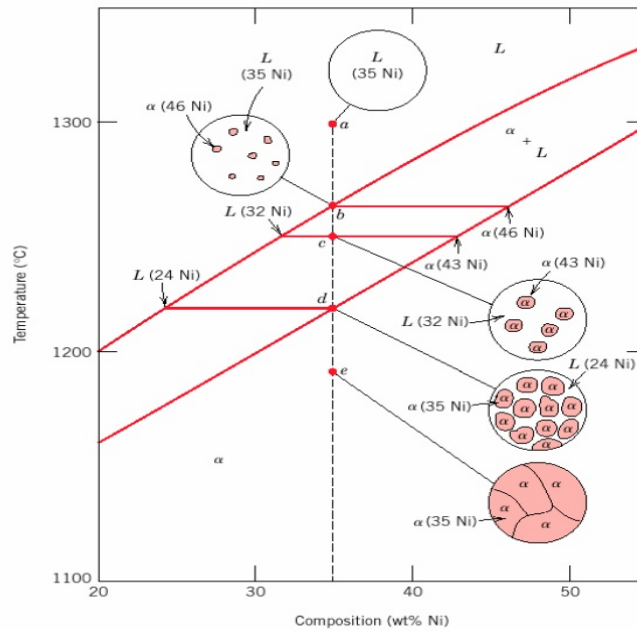 L
(35 Ni)
L
L
(35 Ni)
α (46 Ni)
1300
a
α
+
L
L (32 Ni)
b
α (46 Ni)
c
α (43 Ni)
L (24 Ni)
α (43 Ni)
d
L (32 Ni)
α
α
α
α
α
1200
e
L (24 Ni)
α (35 Ni)
α
α
α
α
α
α
α
α
α
α
α
α
α
α
α (35 Ni)
α
α
α
α
1100
20
30
40
50
Temperature (°C)
Composition (wt% Ni)